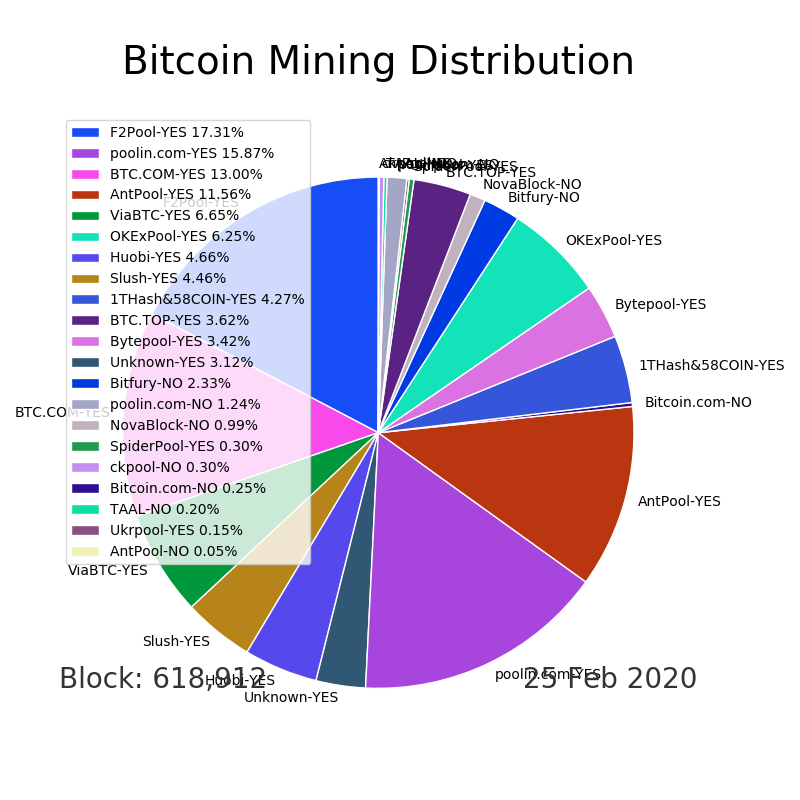 Bitcoin Mining Distribution
F2Pool-YES 17.31%
poolin.com-YES 15.87%
BTC.COM-YES 13.00%
AntPool-YES 11.56%
ViaBTC-YES 6.65%
OKExPool-YES 6.25%
Huobi-YES 4.66%
Slush-YES 4.46%
1THash&58COIN-YES 4.27%
BTC.TOP-YES 3.62%
Bytepool-YES 3.42%
Unknown-YES 3.12%
Bitfury-NO 2.33%
poolin.com-NO 1.24%
NovaBlock-NO 0.99%
SpiderPool-YES 0.30%
ckpool-NO 0.30%
Bitcoin.com-NO 0.25%
TAAL-NO 0.20%
Ukrpool-YES 0.15%
AntPool-NO 0.05%
BTC.TOP-YES
NovaBlock-NO
Bitfury-NO
OKExPool-YES
Bytepool-YES
1THash&58COIN-YES
Bitcoin.com-NO
AntPool-YES
poolin.com-YES
Unknown-YES
Huobi-YES
Slush-YES
ViaBTC-YES
BTC.COM-YES
F2Pool-YES
Block: 618,912
25 Feb 2020